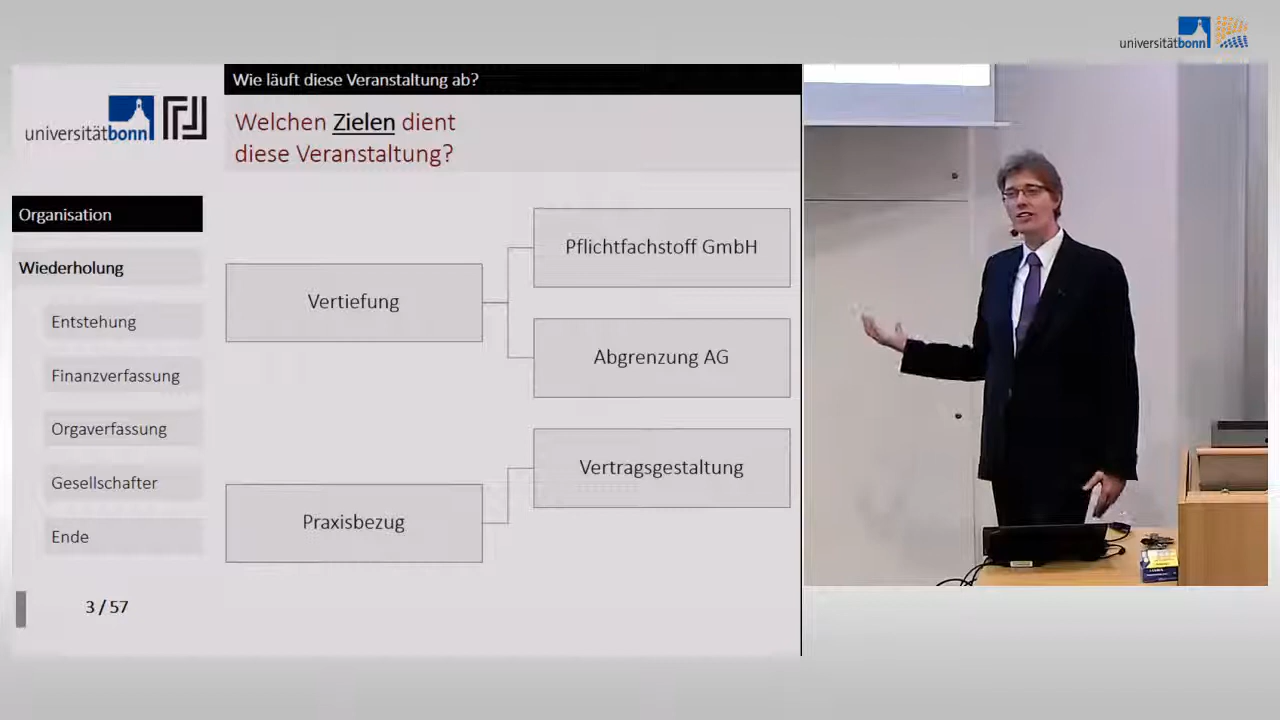 universitätbonn
Wie läuft diese Veranstaltung ab?
universitätbonn
Welchen Zielen dient
diese Veranstaltung?
Organisation
Wiederholung
Entstehung
Finanzverfassung
Orgaverfassung
Gesellschafter
Ende
3 / 57
Vertiefung
Pflichtfachstoff GmbH
Abgrenzung AG
Praxisbezug
Vertragsgestaltung